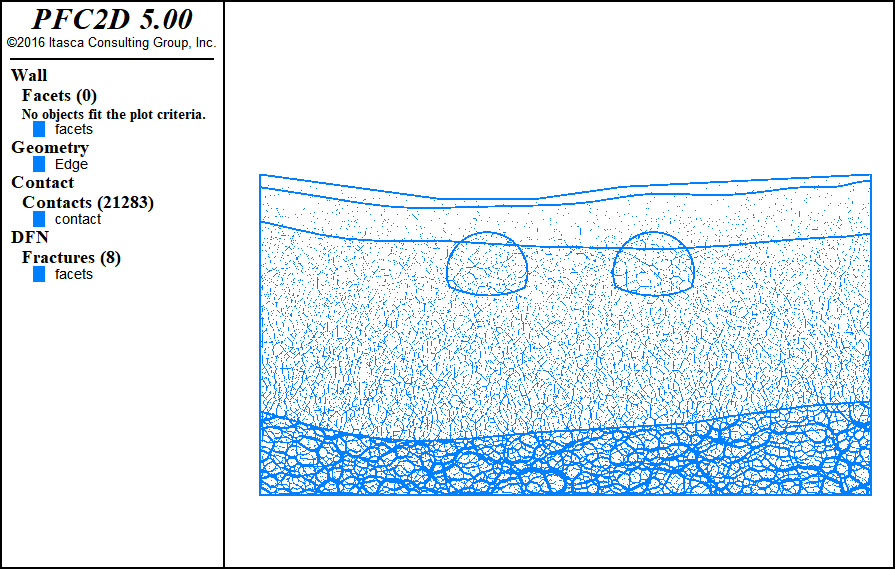 PFC2D 5.00
©2016 Itasca Consulting Group, Inc.
Wall
Facets (0)
No objects fit the plot criteria.
facets
Geometry
Edge
Contact
Contacts (21283)
contact
DFN
Fractures (8)
facets